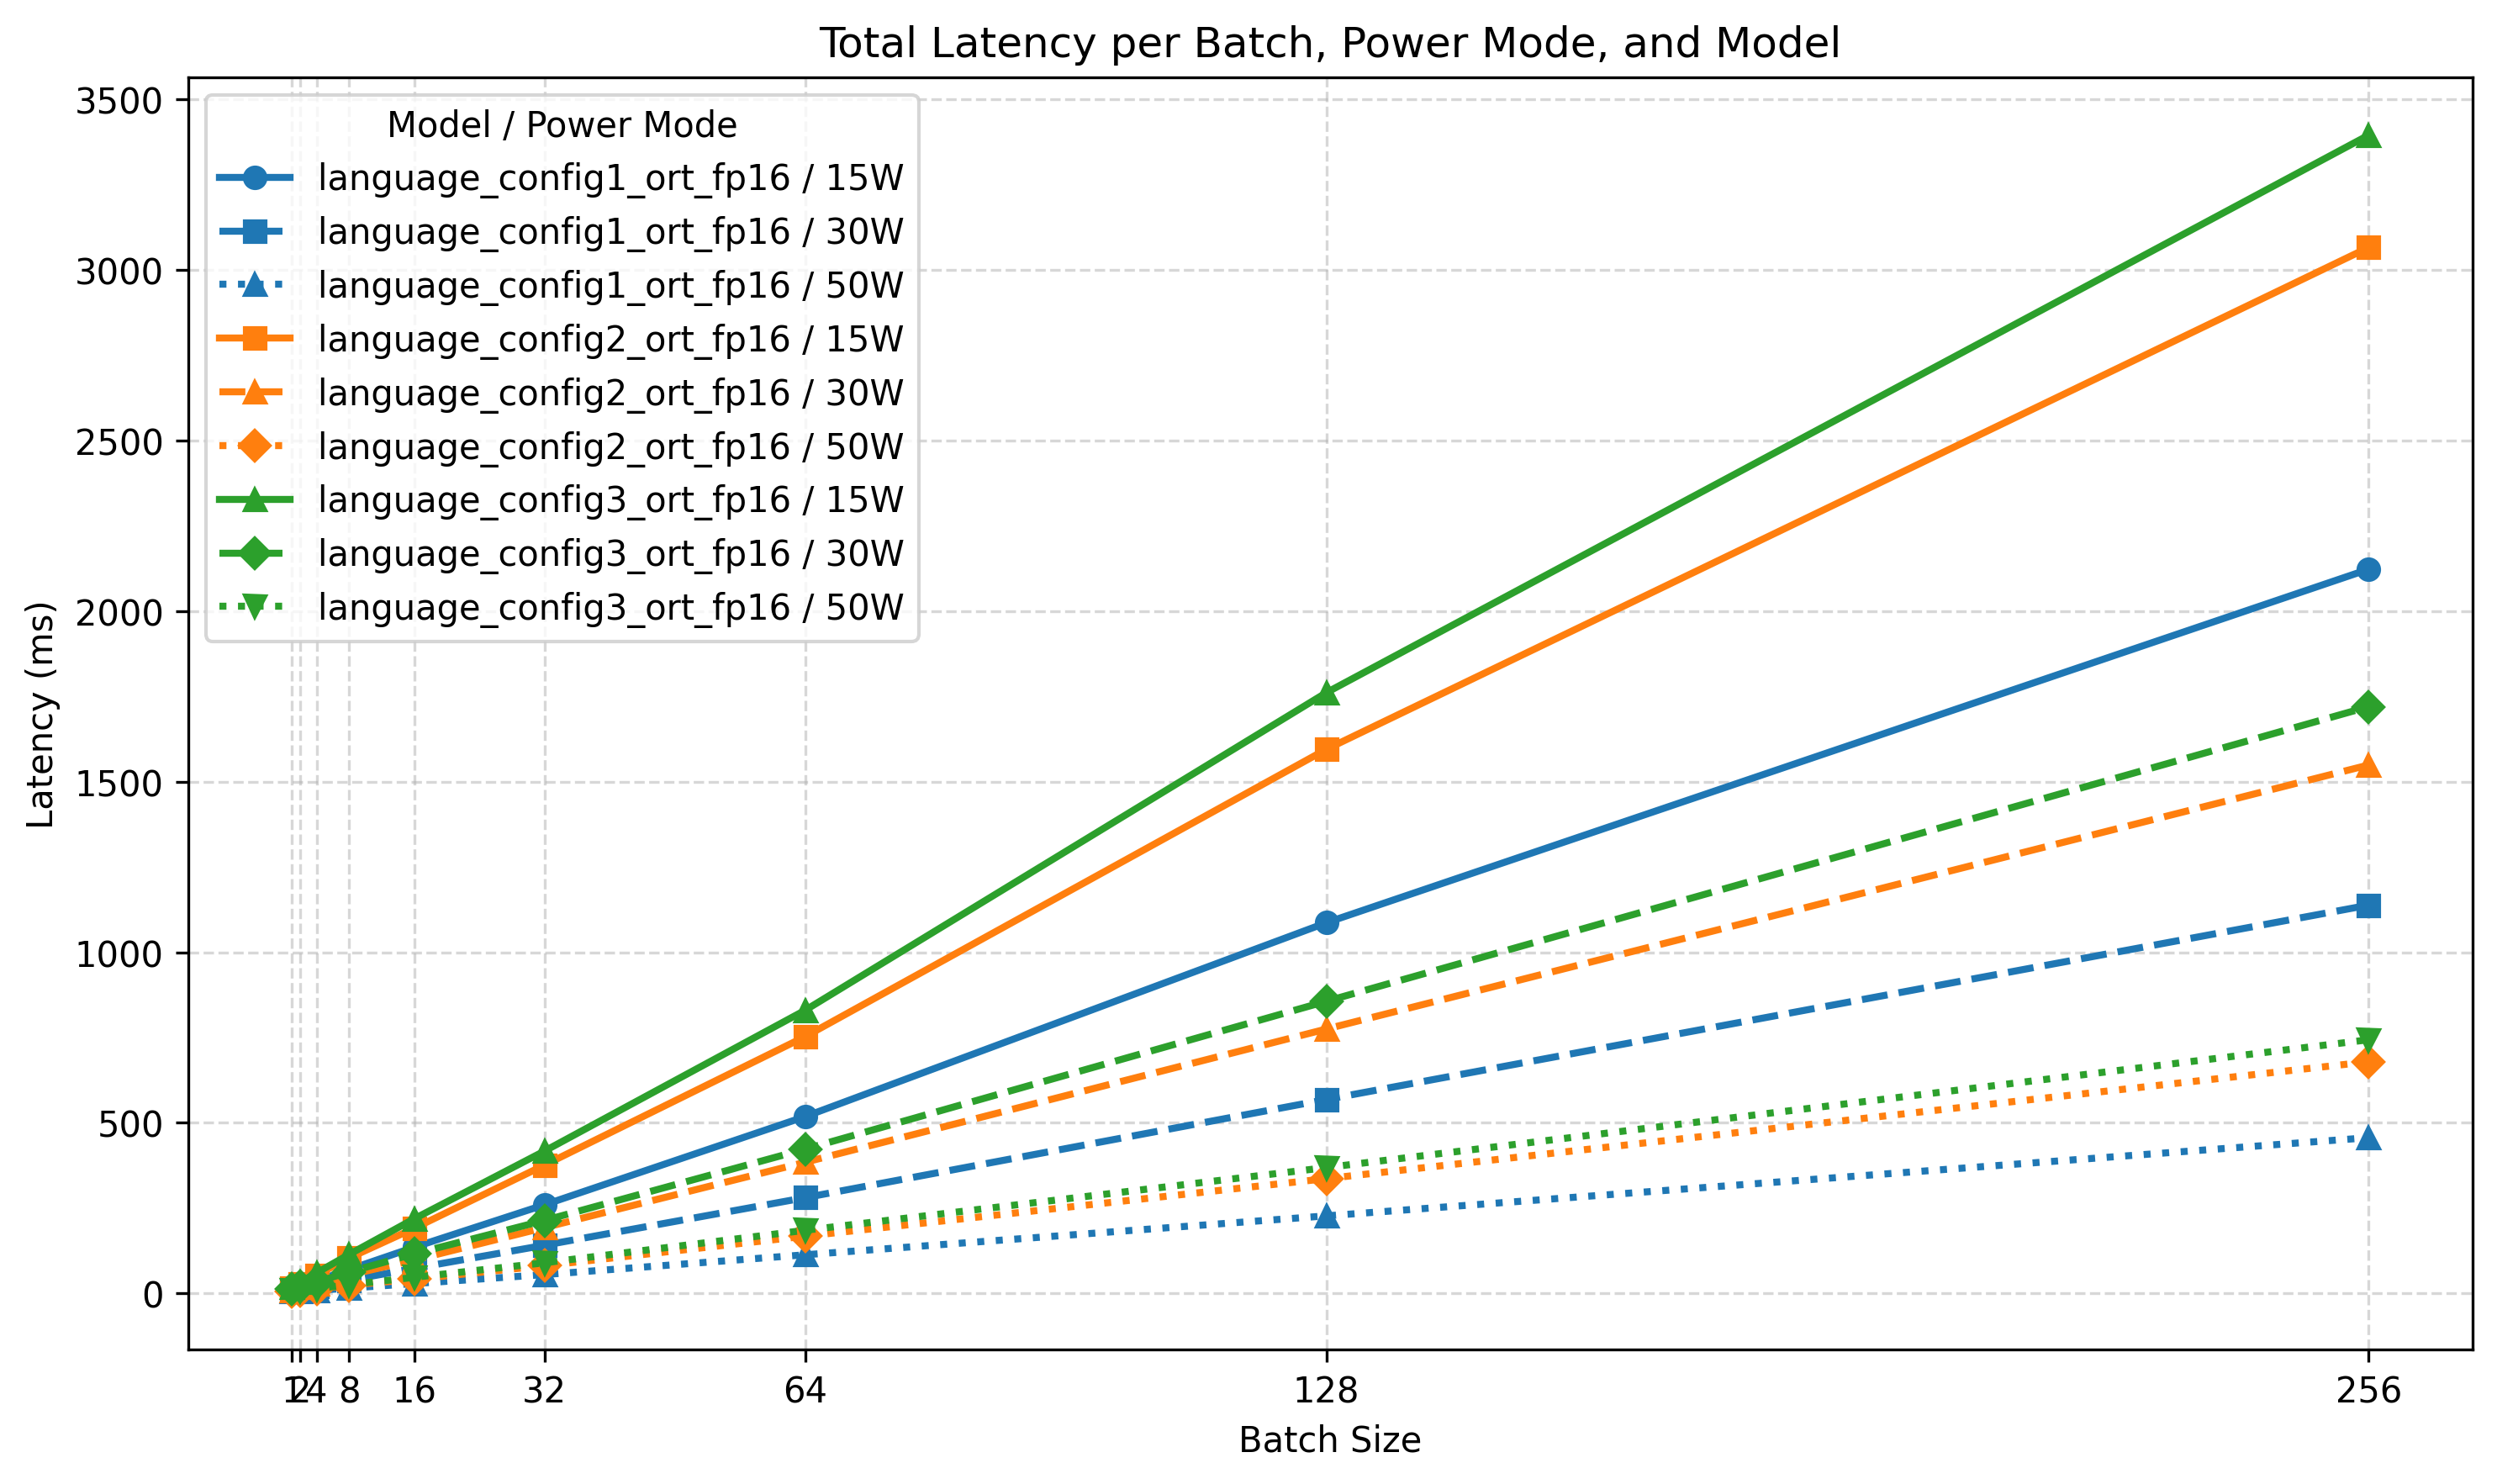 Total Latency per Batch, Power Mode, and Model
3500
3000
2500
2000
1500
1000
500
0
Latency (ms)
Model / Power Mode
language_config1_ort_fp16 / 15W
language_config1_ort_fp16 / 30W
language_config1_ort_fp16 / 50W
language_config2_ort_fp16 / 15W
language_config2_ort_fp16 / 30W
language_config2_ort_fp16 / 50W
language_config3_ort_fp16 / 15W
language_config3_ort_fp16 / 30W
language_config3_ort_fp16 / 50W
1 2 4 8 16 32 64 128 256
Batch Size